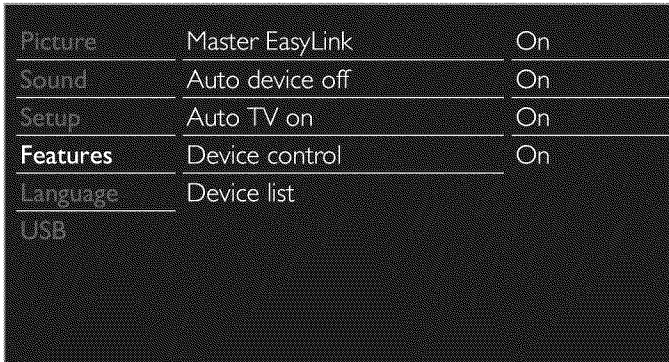 Picture Master EasyLink On
Sound Auto device off On
Setup Auto TV on On
Features Device control On
Language Device list
USB